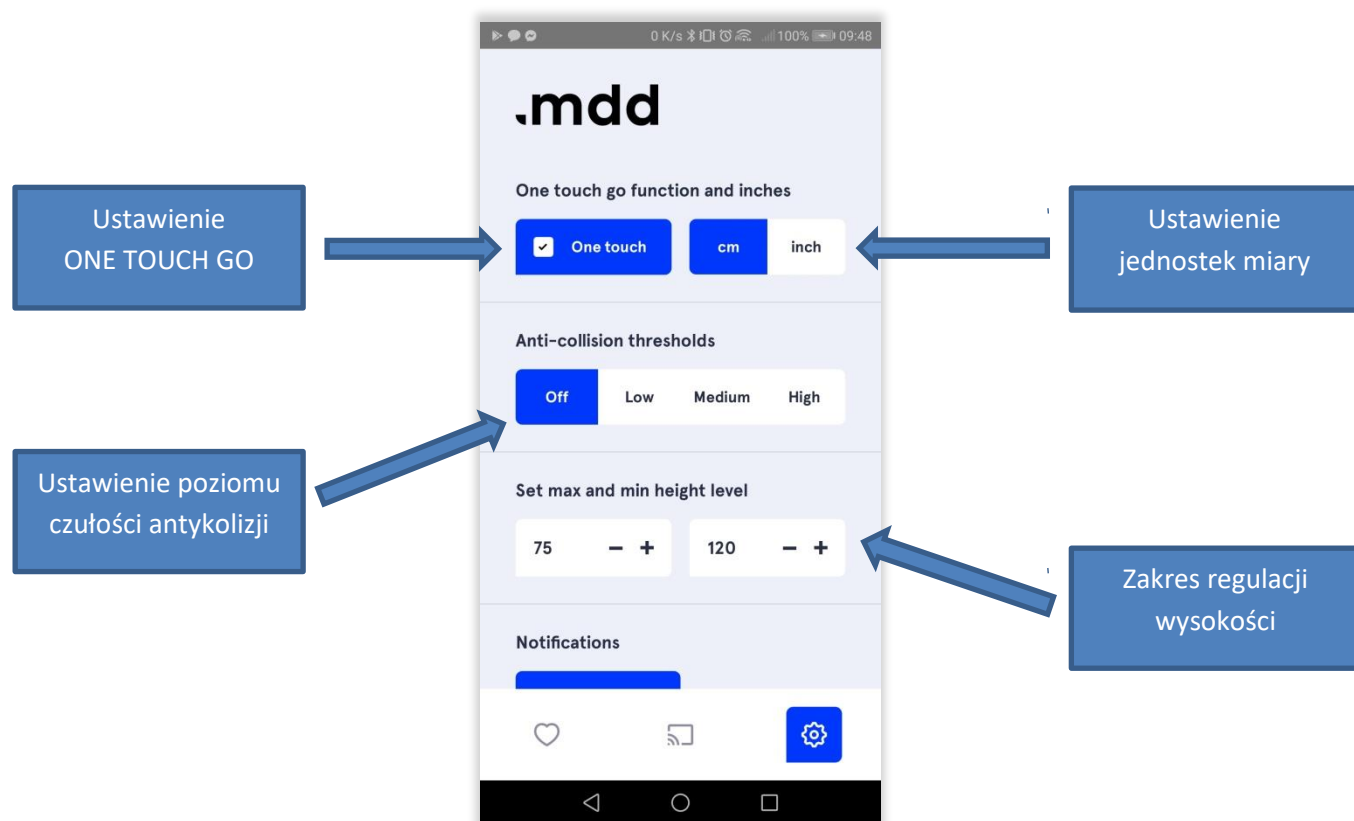 0 K/s 100% 09:48
.mdd
One touch go function and inches
One touch cm inch
Anti-collision thresholds
Off Low Medium High
Set max and min height level
75 − + 120 − +
Notifications
Ustawienie
ONE TOUCH GO
Ustawienie poziomu
czułości antykolizji
Ustawienie
jednostek miary
Zakres regulacji
wysokości